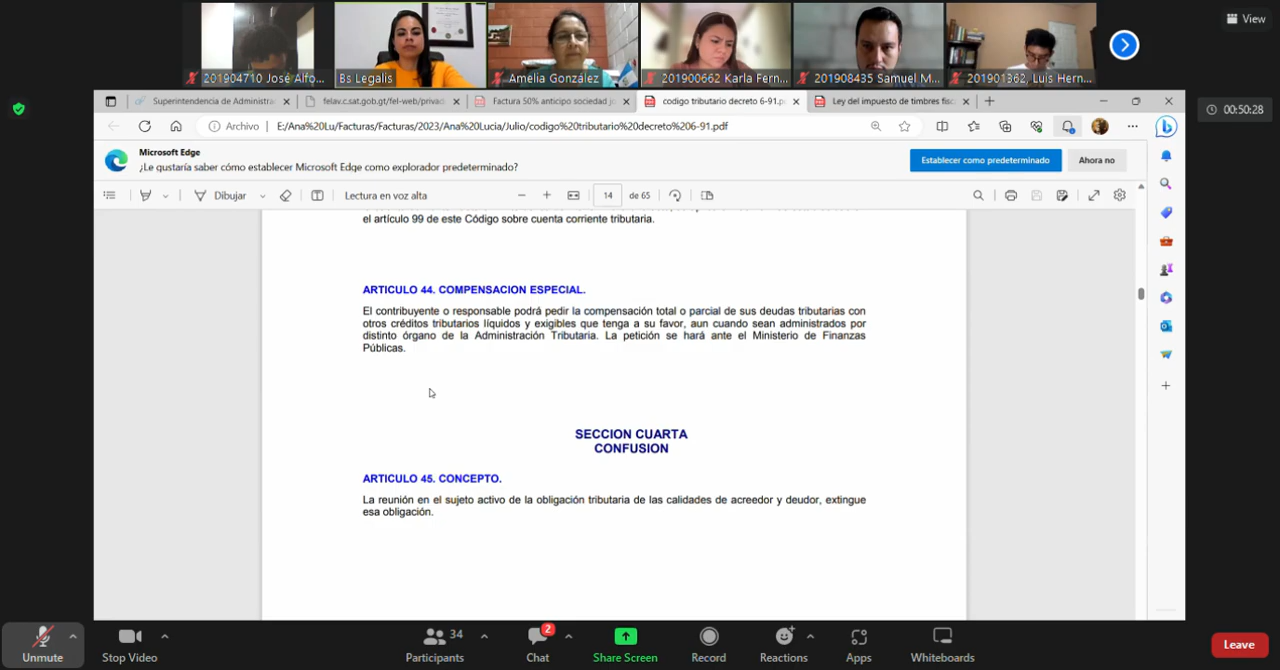 View
201904710 José Alfo...
Bs Legalis
Amelia González
201900662 Karla Fern...
201908435 Samuel M...
201901362, Luis Hern...
00:50:28
Superintendencia de Administra
felav.c.sat.gob.gt/fel-web/privad
Factura 50% anticipo sociedad jo
codigo tributario decreto 6-91.pdf
Ley del impuesto de timbres fisc
Archivo
E:/Ana%20Lu/Facturas/Facturas/2023/Ana%20Lucia/Julio/codigo%20tributario%20decreto%206-91.pdf
Microsoft Edge
¿Le gustaría saber cómo establecer Microsoft Edge como explorador predeterminado?
Establecer como predeterminado
Ahora no
Dibujar
Lectura en voz alta
14
de 65
el artículo 99 de este Código sobre cuenta corriente tributaria.
ARTICULO 44. COMPENSACION ESPECIAL.
El contribuyente o responsable podrá pedir la compensación total o parcial de sus deudas tributarias con
otros créditos tributarios líquidos y exigibles que tenga a su favor, aun cuando sean administrados por
distinto órgano de la Administración Tributaria. La petición se hará ante el Ministerio de Finanzas
Públicas.
SECCION CUARTA
CONFUSION
ARTICULO 45. CONCEPTO.
La reunión en el sujeto activo de la obligación tributaria de las calidades de acreedor y deudor, extingue
esa obligación.
Unmute
Stop Video
Participants
34
Chat
2
Share Screen
Record
Reactions
Apps
Whiteboards
Leave